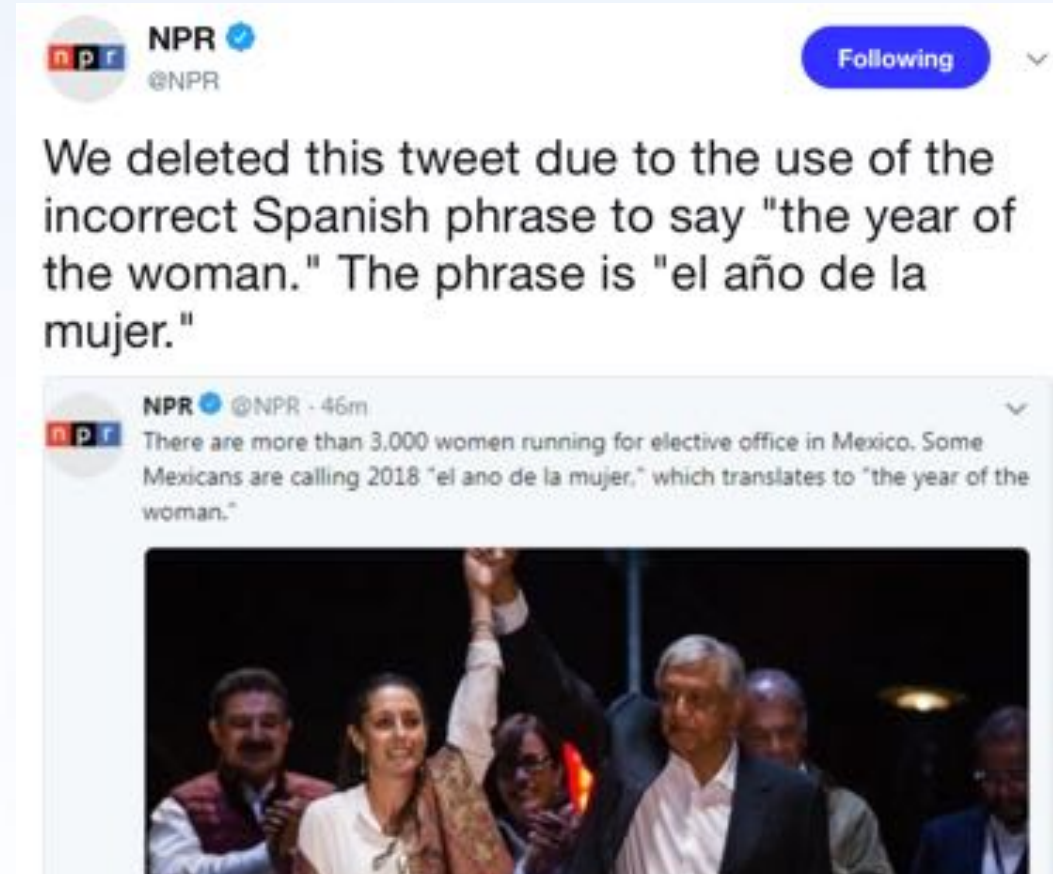 NPR
npr
Following
@NPR
We deleted this tweet due to the use of the
incorrect Spanish phrase to say "the year of
the woman." The phrase is "el año de la
mujer."
NPR @NPR · 46m
npr
There are more than 3,000 women running for elective office in Mexico. Some
Mexicans are calling 2018 "el ano de la mujer," which translates to "the year of the
woman."